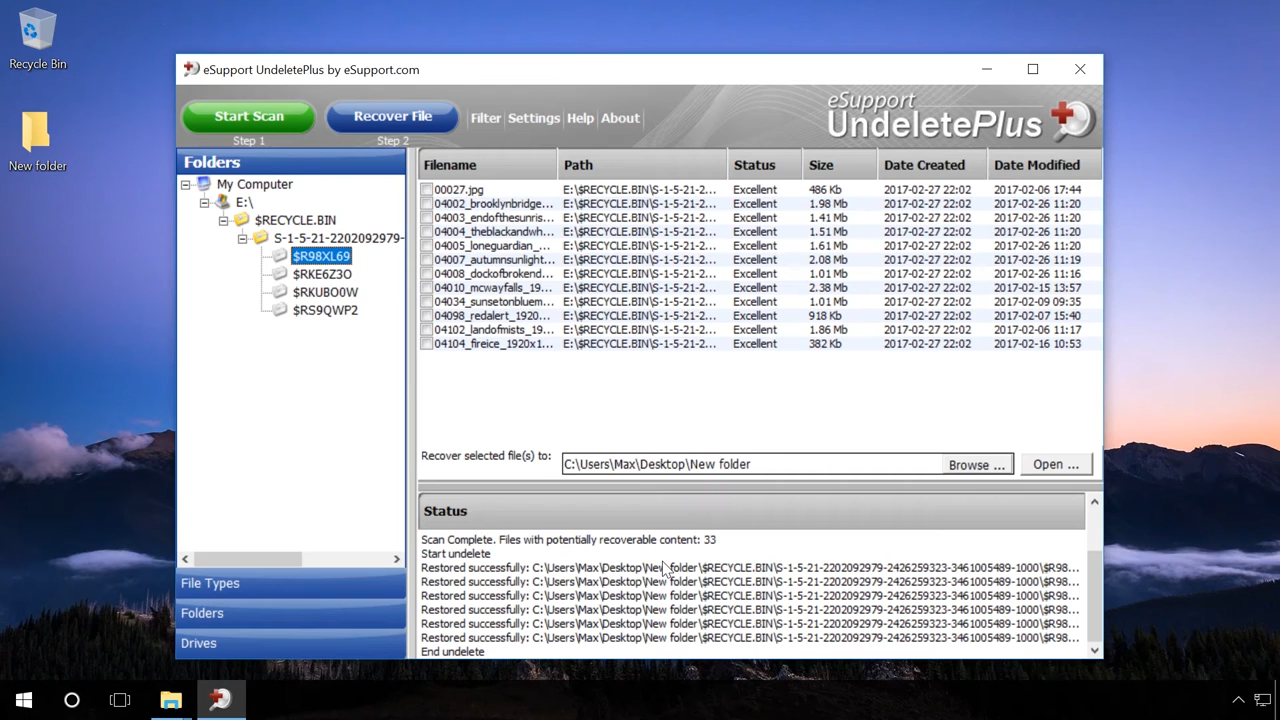 Recycle Bin
New folder
eSupport UndeletePlus by eSupport.com
Start Scan
Step 1
Recover File
Step 2
Filter Settings Help About
eSupport
UndeletePlus
Folders
My Computer
E:\
$RECYCLE.BIN
S-1-5-21-2202092979-
$R98XL69
$RKE6Z3O
$RKUBO0W
$RS9QWP2
File Types
Folders
Drives
Filename Path Status Size Date Created Date Modified
00027.jpg E:\$RECYCLE.BIN\S-1-5-21-2... Excellent 486 Kb 2017-02-27 22:02 2017-02-06 17:44
04002_brooklynbridge... E:\$RECYCLE.BIN\S-1-5-21-2... Excellent 1.98 Mb 2017-02-27 22:02 2017-02-06 11:20
04003_endofthesunris... E:\$RECYCLE.BIN\S-1-5-21-2... Excellent 1.41 Mb 2017-02-27 22:02 2017-02-06 11:20
04004_theblackandwh... E:\$RECYCLE.BIN\S-1-5-21-2... Excellent 1.51 Mb 2017-02-27 22:02 2017-02-06 11:20
04005_loneguardian_... E:\$RECYCLE.BIN\S-1-5-21-2... Excellent 1.61 Mb 2017-02-27 22:02 2017-02-06 11:20
04007_autumnsunlight... E:\$RECYCLE.BIN\S-1-5-21-2... Excellent 2.08 Mb 2017-02-27 22:02 2017-02-06 11:19
04008_dockofbrokend... E:\$RECYCLE.BIN\S-1-5-21-2... Excellent 1.01 Mb 2017-02-27 22:02 2017-02-06 11:16
04010_mcwayfalls_19... E:\$RECYCLE.BIN\S-1-5-21-2... Excellent 2.38 Mb 2017-02-27 22:02 2017-02-15 13:57
04034_sunsetonbluem... E:\$RECYCLE.BIN\S-1-5-21-2... Excellent 1.01 Mb 2017-02-27 22:02 2017-02-09 09:35
04098_redalert_1920... E:\$RECYCLE.BIN\S-1-5-21-2... Excellent 918 Kb 2017-02-27 22:02 2017-02-07 15:40
04102_landofmists_19... E:\$RECYCLE.BIN\S-1-5-21-2... Excellent 1.86 Mb 2017-02-27 22:02 2017-02-06 11:17
04104_fireice_1920x1... E:\$RECYCLE.BIN\S-1-5-21-2... Excellent 382 Kb 2017-02-27 22:02 2017-02-16 10:53
Recover selected file(s) to: C:\Users\Max\Desktop\New folder Browse ... Open ...
Status
Scan Complete. Files with potentially recoverable content: 33
Start undelete
Restored successfully: C:\Users\Max\Desktop\New folder\$RECYCLE.BIN\S-1-5-21-2202092979-2426259323-3461005489-1000\$R98...
Restored successfully: C:\Users\Max\Desktop\New folder\$RECYCLE.BIN\S-1-5-21-2202092979-2426259323-3461005489-1000\$R98...
Restored successfully: C:\Users\Max\Desktop\New folder\$RECYCLE.BIN\S-1-5-21-2202092979-2426259323-3461005489-1000\$R98...
Restored successfully: C:\Users\Max\Desktop\New folder\$RECYCLE.BIN\S-1-5-21-2202092979-2426259323-3461005489-1000\$R98...
Restored successfully: C:\Users\Max\Desktop\New folder\$RECYCLE.BIN\S-1-5-21-2202092979-2426259323-3461005489-1000\$R98...
Restored successfully: C:\Users\Max\Desktop\New folder\$RECYCLE.BIN\S-1-5-21-2202092979-2426259323-3461005489-1000\$R98...
End undelete